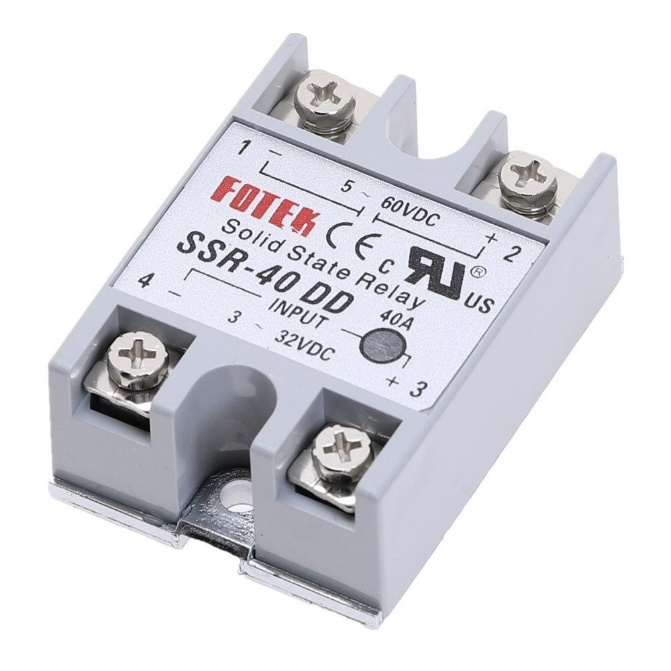 1 -
5 ~ 60VDC
+ 2
FOTEK
CE c RU ® US
Solid State Relay
SSR-40 DD
40A
4 -
INPUT
3 ~ 32VDC
+ 3